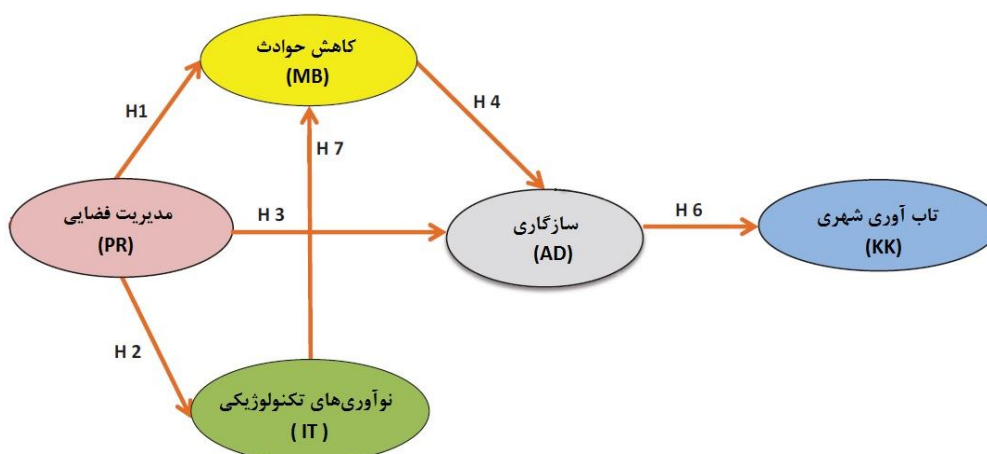 کاهش حوادث
(MB)
H1
H 4
H 7
مدیریت فضایی
(PR)
H 3
سازگاری
(AD)
H 6
تاب آوری شهری
(KK)
H 2
نوآوری‌های تکنولوژیکی
( IT )